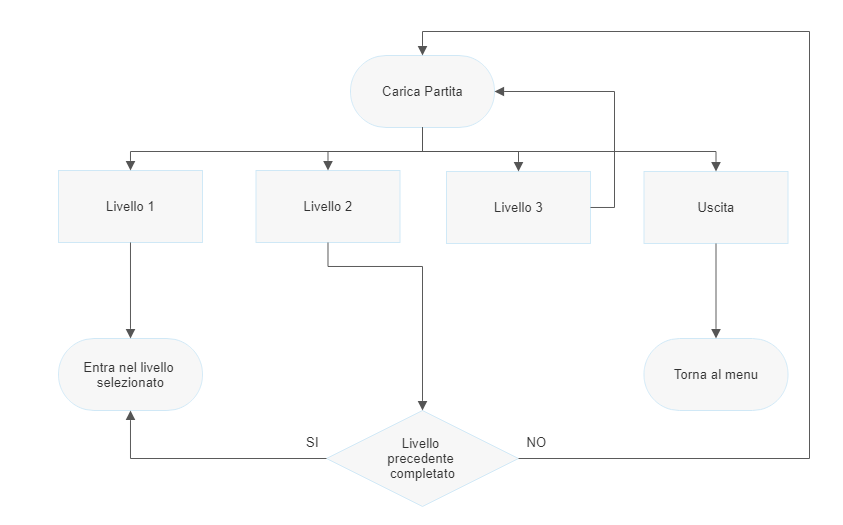 Carica Partita
Livello 1
Livello 2
Livello 3
Uscita
Entra nel livello
selezionato
Torna al menu
SI
Livello
precedente
completato
NO